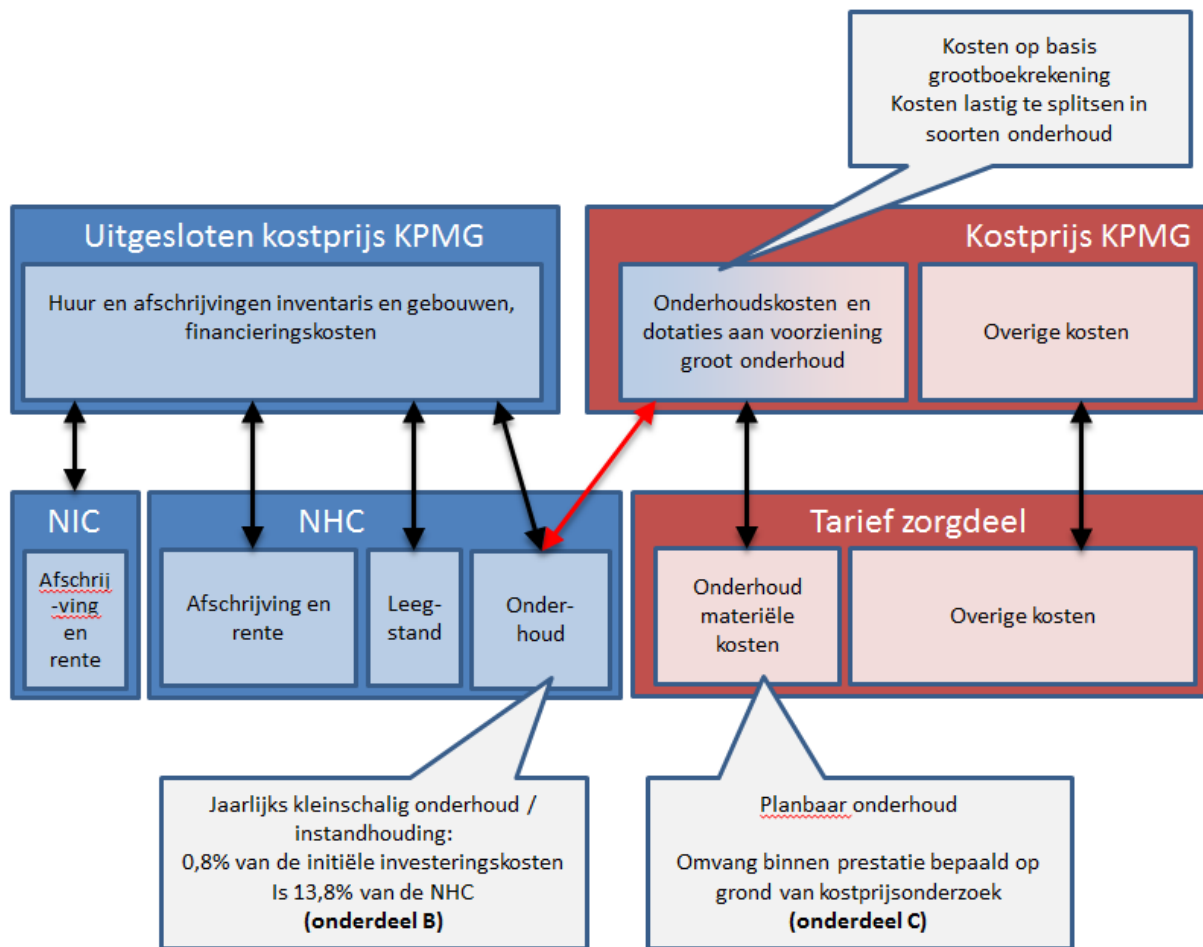 Kosten op basis
grootboekrekening
Kosten lastig te splitsen in
soorten onderhoud
Uitgesloten kostprijs KPMG
Huur en afschrijvingen inventaris en gebouwen,
financieringskosten
Kostprijs KPMG
Onderhoudskosten en
dotaties aan voorziening
groot onderhoud
Overige kosten
NIC
Afschrij
-ving
en
rente
NHC
Afschrijving en
rente
Leeg-
stand
Onder-
houd
Tarief zorgdeel
Onderhoud
materiële
kosten
Overige kosten
Jaarlijks kleinschalig onderhoud /
instandhouding:
0,8% van de initiële investeringskosten
Is 13,8% van de NHC
(onderdeel B)
Planbaar onderhoud
Omvang binnen prestatie bepaald op
grond van kostprijsonderzoek
(onderdeel C)